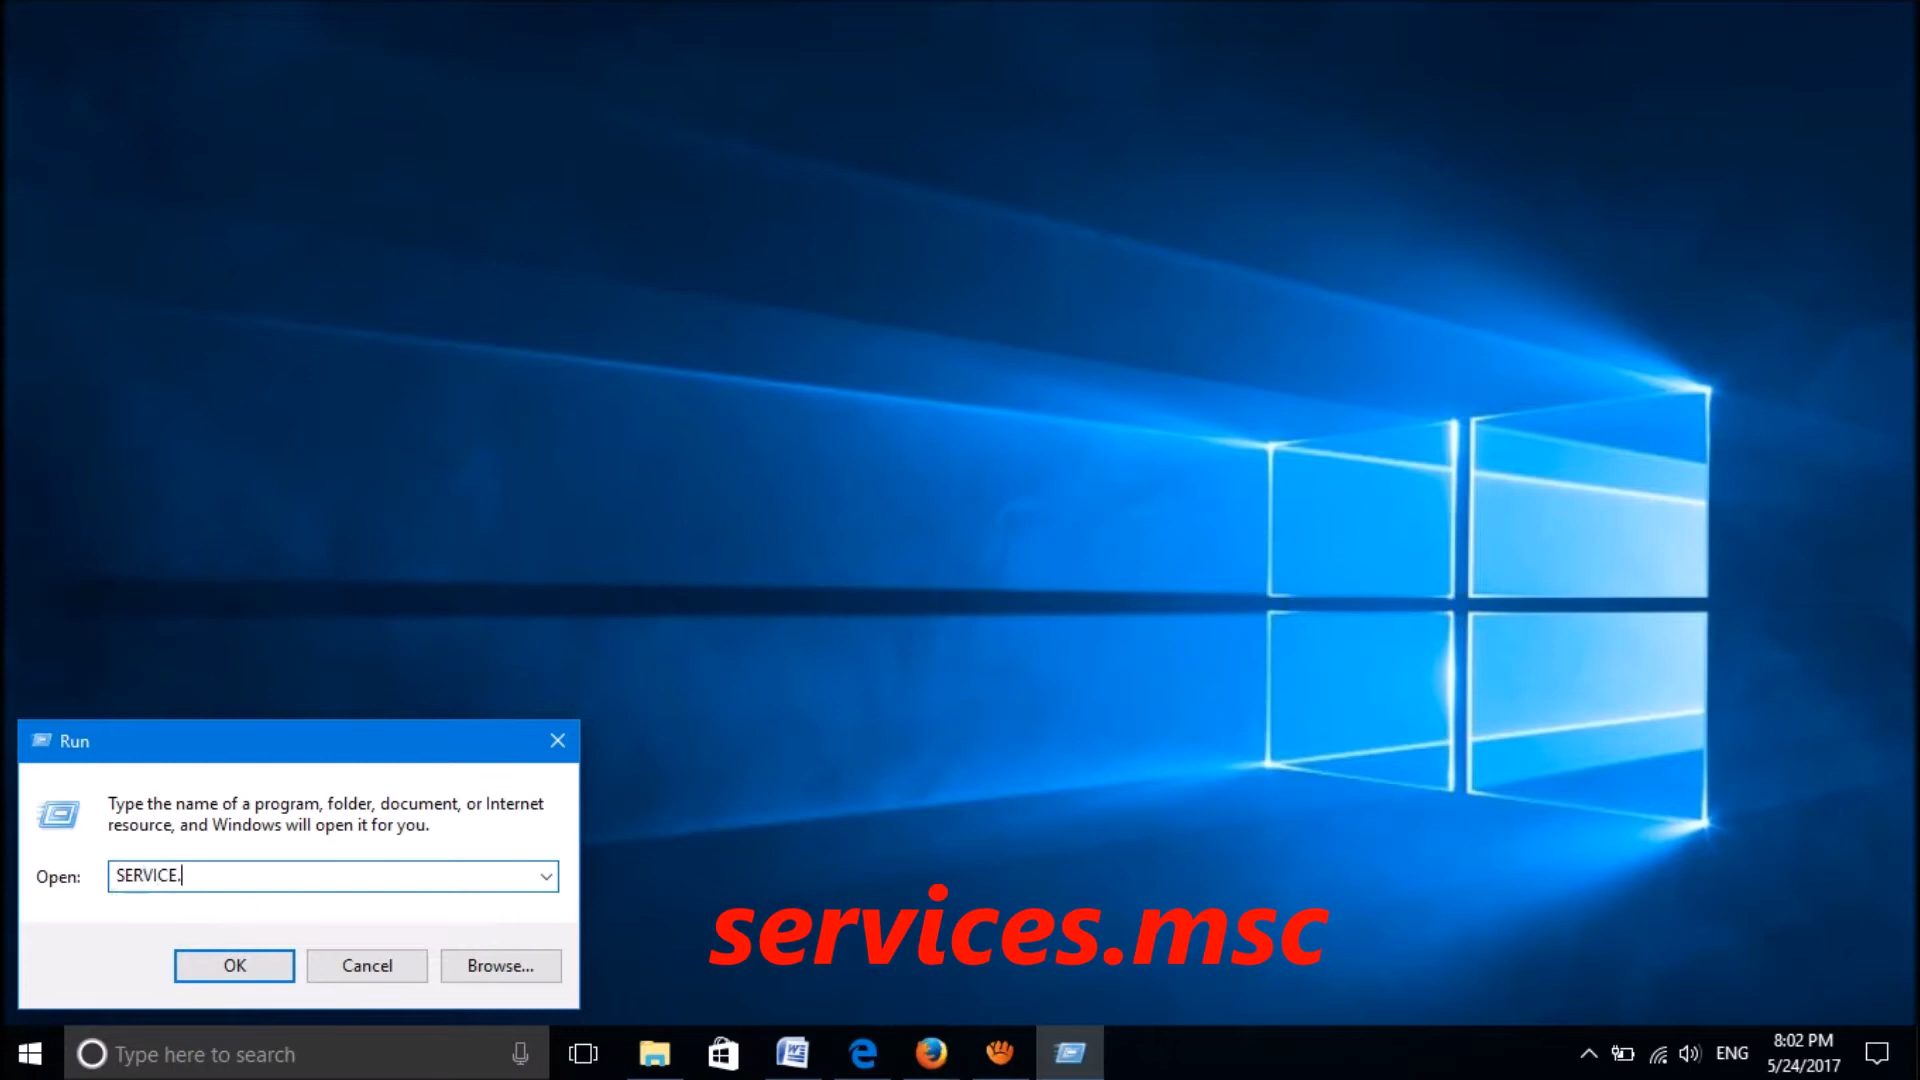 Run
Type the name of a program, folder, document, or Internet
resource, and Windows will open it for you.
Open:
SERVICE.
OK
Cancel
Browse...
services.msc
Type here to search
ENG
8:02 PM
5/24/2017